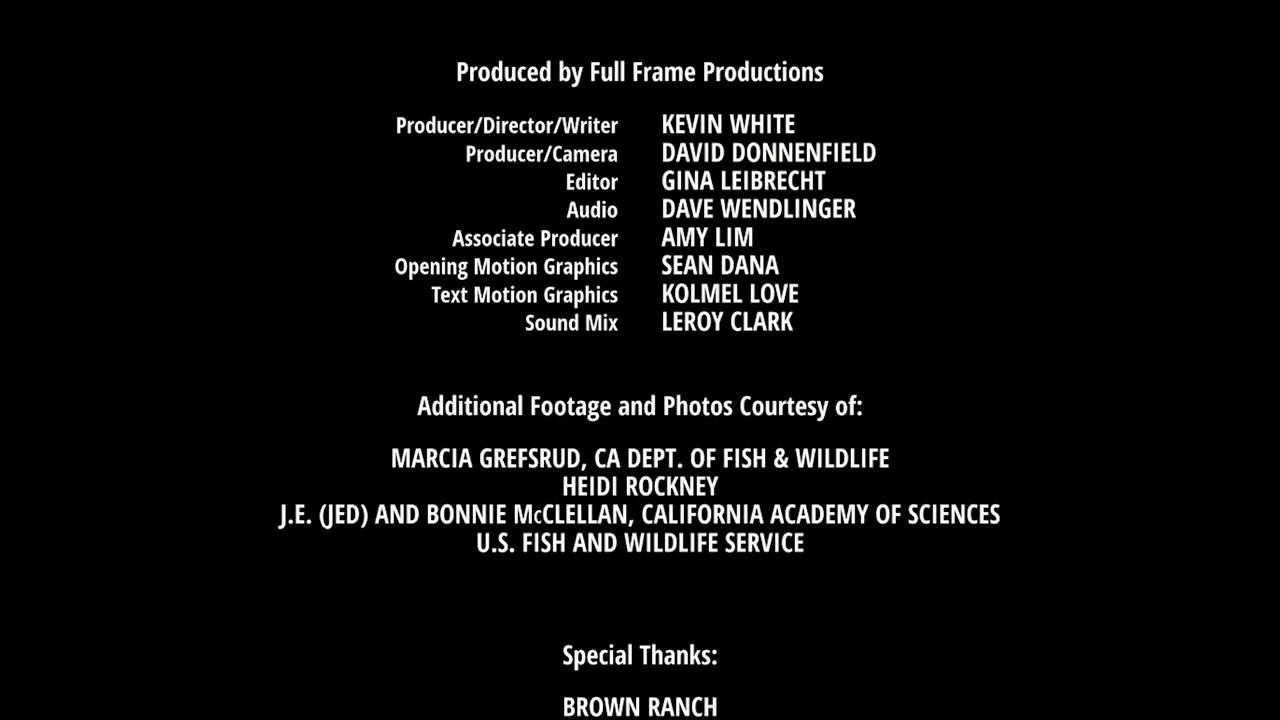 Produced by Full Frame Productions
Producer/Director/Writer KEVIN WHITE
Producer/Camera DAVID DONNENFIELD
Editor GINA LEIBRECHT
Audio DAVE WENDLINGER
Associate Producer AMY LIM
Opening Motion Graphics SEAN DANA
Text Motion Graphics KOLMEL LOVE
Sound Mix LEROY CLARK
Additional Footage and Photos Courtesy of:
MARCIA GREFSRUD, CA DEPT. OF FISH & WILDLIFE
HEIDI ROCKNEY
J.E. (JED) AND BONNIE McCLELLAN, CALIFORNIA ACADEMY OF SCIENCES
U.S. FISH AND WILDLIFE SERVICE
Special Thanks:
BROWN RANCH